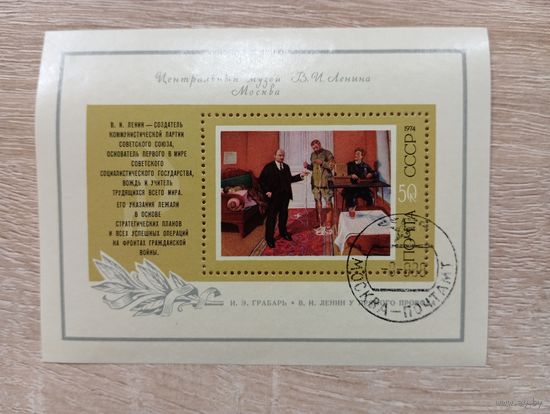 Центральный музей В.И. Ленина
Москва
В. И. ЛЕНИН — СОЗДАТЕЛЬ
КОММУНИСТИЧЕСКОЙ ПАРТИИ
СОВЕТСКОГО СОЮЗА,
ОСНОВАТЕЛЬ ПЕРВОГО В МИРЕ
СОВЕТСКОГО
СОЦИАЛИСТИЧЕСКОГО ГОСУДАРСТВА,
ВОЖДЬ И УЧИТЕЛЬ
ТРУДЯЩИХСЯ ВСЕГО МИРА.
ЕГО УКАЗАНИЯ ЛЕЖАЛИ
В ОСНОВЕ
СТРАТЕГИЧЕСКИХ ПЛАНОВ
И ВСЕХ УСПЕШНЫХ ОПЕРАЦИЙ
НА ФРОНТАХ ГРАЖДАНСКОЙ
ВОЙНЫ.
1974
СССР
50
ПОЧТА
МОСКВА-ПОЧТАМТ
И. Э. ГРАБАРЬ • В. И. ЛЕНИН У